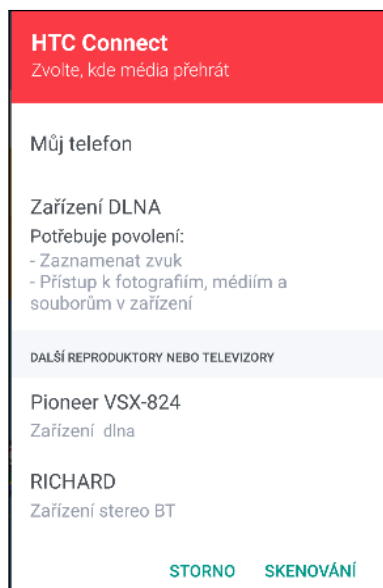 HTC Connect
Zvolte, kde média přehrát
Můj telefon
Zařízení DLNA
Potřebuje povolení:
- Zaznamenat zvuk
- Přístup k fotografiím, médiím a
souborům v zařízení
DALŠÍ REPRODUKTORY NEBO TELEVIZORY
Pioneer VSX-824
Zařízení dlna
RICHARD
Zařízení stereo BT
STORNO SKENOVÁNÍ